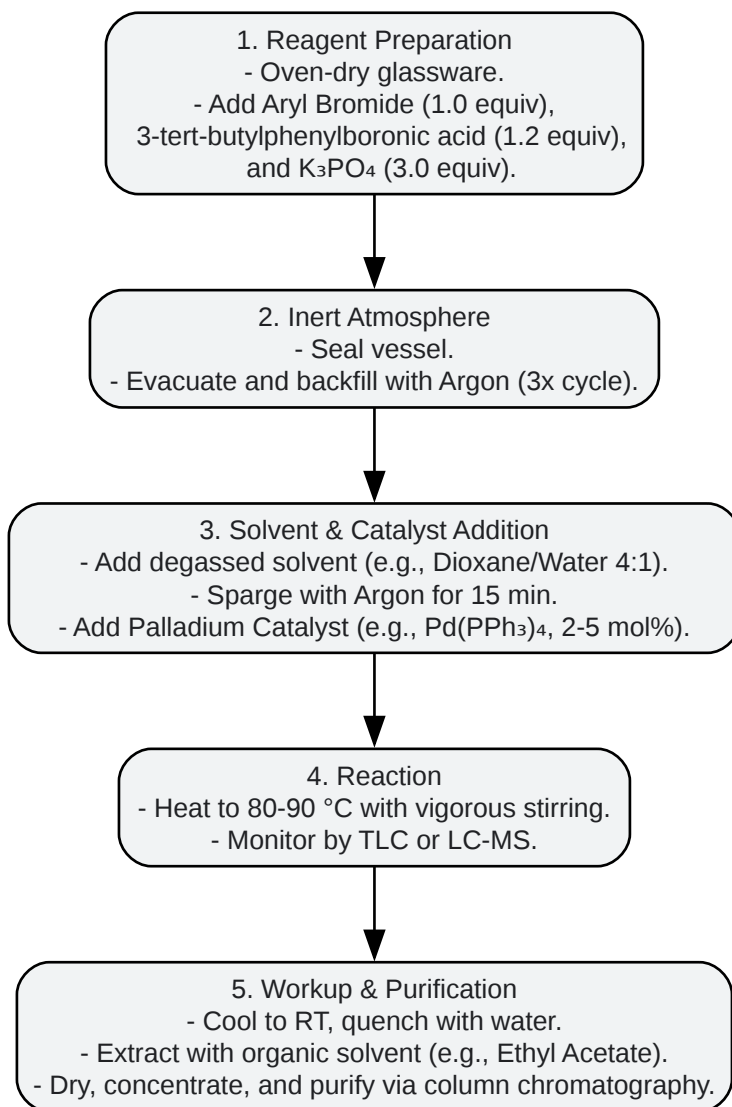 1. Reagent Preparation
- Oven-dry glassware.
- Add Aryl Bromide (1.0 equiv),
3-tert-butylphenylboronic acid (1.2 equiv),
and K₃PO₄ (3.0 equiv).
2. Inert Atmosphere
- Seal vessel.
- Evacuate and backfill with Argon (3x cycle).
3. Solvent & Catalyst Addition
- Add degassed solvent (e.g., Dioxane/Water 4:1).
- Sparge with Argon for 15 min.
- Add Palladium Catalyst (e.g., Pd(PPh₃)₄, 2-5 mol%).
4. Reaction
- Heat to 80-90 °C with vigorous stirring.
- Monitor by TLC or LC-MS.
5. Workup & Purification
- Cool to RT, quench with water.
- Extract with organic solvent (e.g., Ethyl Acetate).
- Dry, concentrate, and purify via column chromatography.